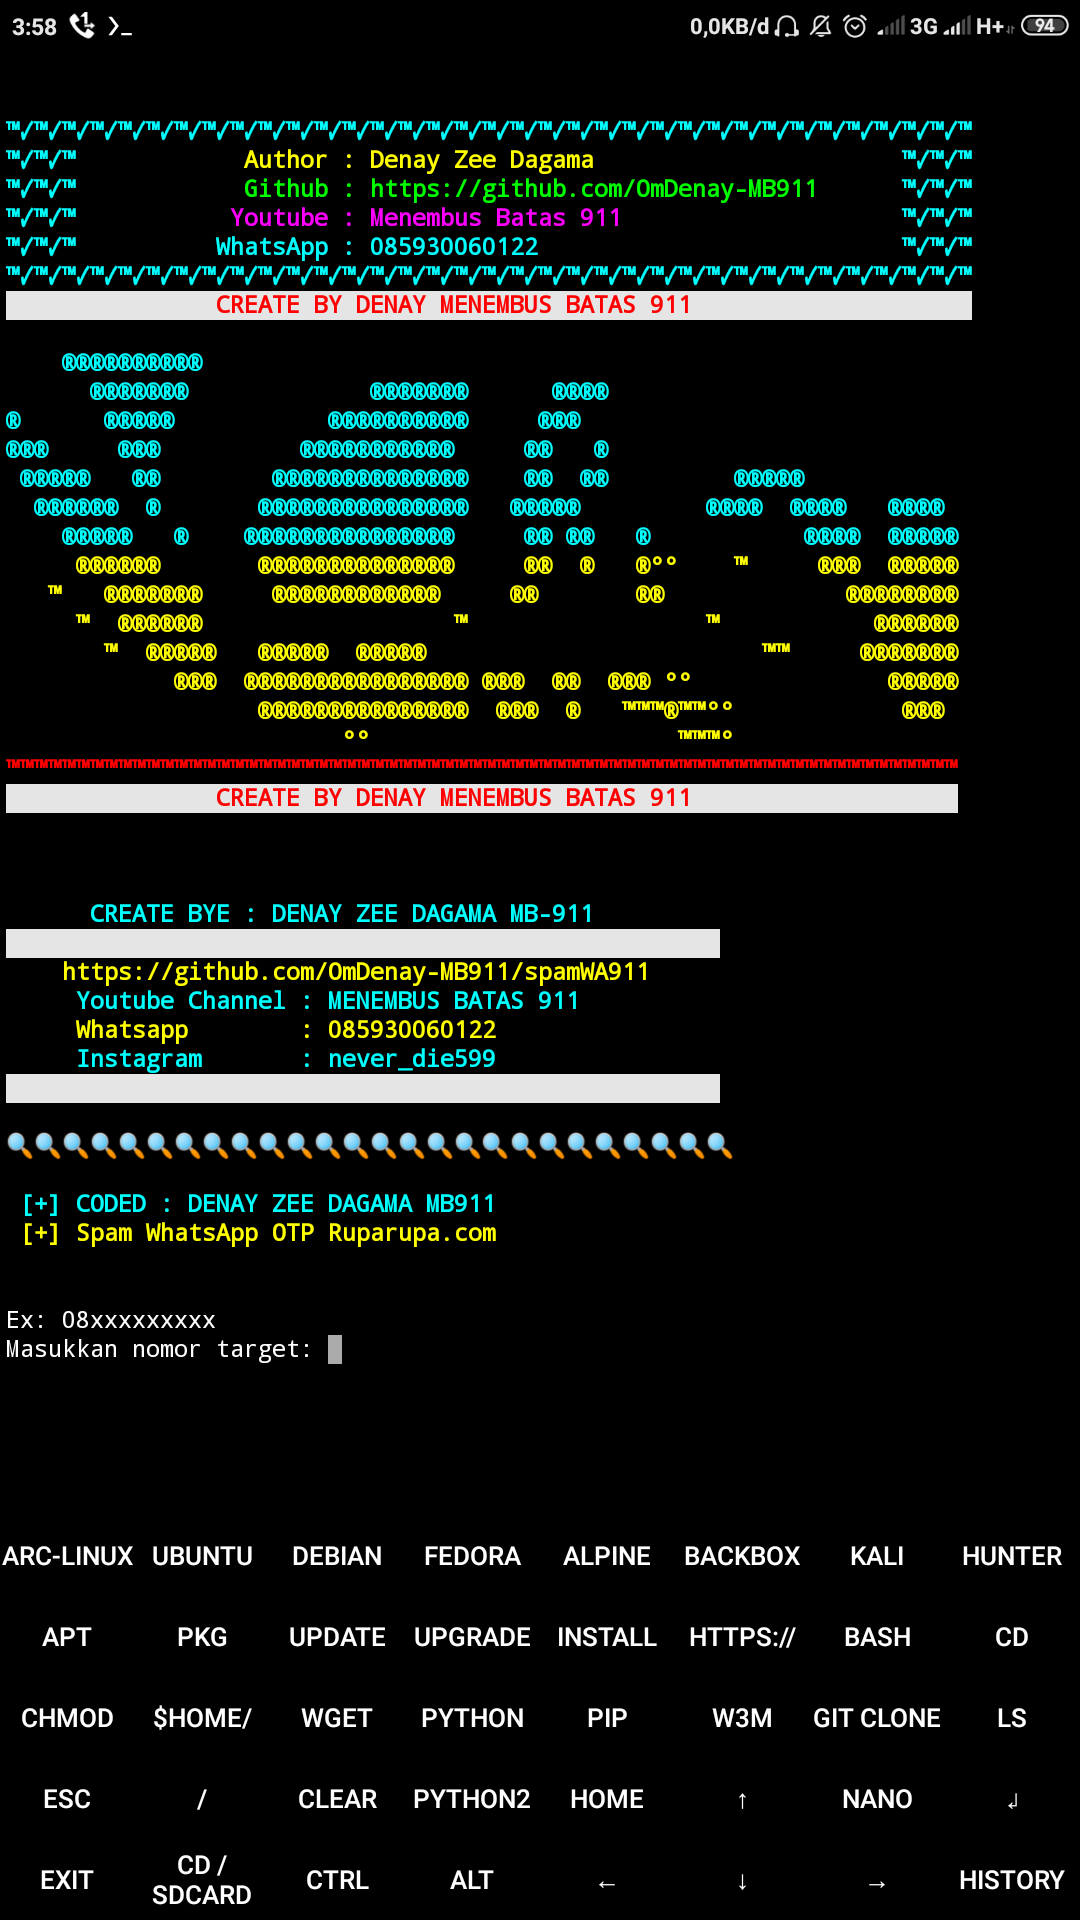 3:58 0,0KB/d 3G H+ 94
™/™/™/™/™/™/™/™/™/™/™/™/™/™/™/™/™/™/™/™/™/™/™/™/™/™/™/™/™/™/™/™/™/™/™
™/™/™ Author : Denay Zee Dagama ™/™/™
™/™/™ Github : https://github.com/OmDenay-MB911 ™/™/™
™/™/™ Youtube : Menembus Batas 911 ™/™/™
™/™/™ WhatsApp : 085930060122 ™/™/™
™/™/™/™/™/™/™/™/™/™/™/™/™/™/™/™/™/™/™/™/™/™/™/™/™/™/™/™/™/™/™/™/™/™/™
CREATE BY DENAY MENEMBUS BATAS 911
®®®®®®®®®®
®®®®®®® ®®®®®®® ®®®®
® ®®®®® ®®®®®®®®®® ®®®
®®® ®®® ®®®®®®®®®®® ®® ®
®®®®® ®® ®®®®®®®®®®®®®® ®® ®® ®®®®®
®®®®®® ® ®®®®®®®®®®®®®®® ®®®®® ®®®® ®®®® ®®®®
®®®®® ® ®®®®®®®®®®®®®®® ®® ®® ® ®®®® ®®®®®
®®®®®® ®®®®®®®®®®®®®® ®® ® ®°° ™ ®®® ®®®®®
™ ®®®®®®® ®®®®®®®®®®®® ®® ®® ®®®®®®®®
™ ®®®®®® ™ ™ ®®®®®®
™ ®®®®® ®®®®® ®®®®® ™™ ®®®®®®®
®®® ®®®®®®®®®®®®®®®® ®®® ®® ®®® °° ®®®®®
®®®®®®®®®®®®®®® ®®® ® ™™™®™™°° ®®®
°° ™™™°
™™™™™™™™™™™™™™™™™™™™™™™™™™™™™™™™™™™™™™™™™™™™™™™™™™™™™™™™™™™™™™™™™™™™
CREATE BY DENAY MENEMBUS BATAS 911
CREATE BYE : DENAY ZEE DAGAMA MB-911
https://github.com/OmDenay-MB911/spamWA911
Youtube Channel : MENEMBUS BATAS 911
Whatsapp : 085930060122
Instagram : never_die599
🔍🔍🔍🔍🔍🔍🔍🔍🔍🔍🔍🔍🔍🔍🔍🔍🔍🔍🔍🔍🔍🔍🔍🔍🔍🔍
[+] CODED : DENAY ZEE DAGAMA MB911
[+] Spam WhatsApp OTP Ruparupa.com
Ex: 08xxxxxxxxx
Masukkan nomor target:
ARC-LINUX UBUNTU DEBIAN FEDORA ALPINE BACKBOX KALI HUNTER
APT PKG UPDATE UPGRADE INSTALL HTTPS:// BASH CD
CHMOD $HOME/ WGET PYTHON PIP W3M GIT CLONE LS
ESC / CLEAR PYTHON2 HOME ↑ NANO ↲
EXIT CD / SDCARD CTRL ALT ← ↓ → HISTORY